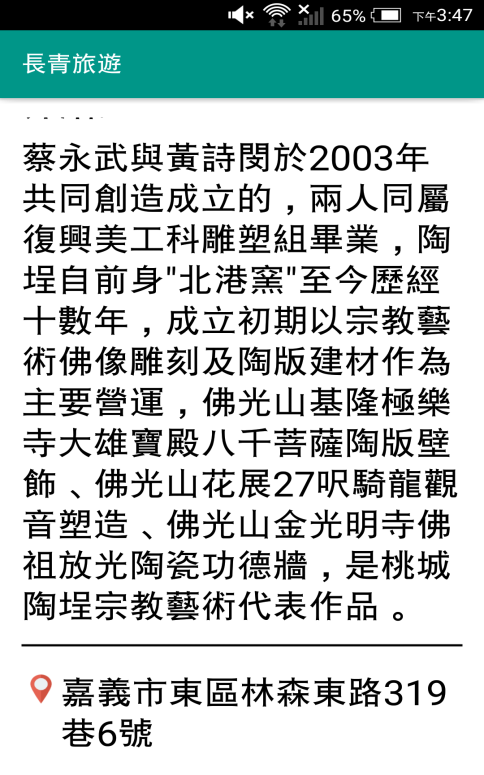 65% 下午3:47
長青旅遊
蔡永武與黃詩閔於2003年
共同創造成立的，兩人同屬
復興美工科雕塑組畢業，陶
埕自前身"北港窯"至今歷經
十數年，成立初期以宗教藝
術佛像雕刻及陶版建材作為
主要營運，佛光山基隆極樂
寺大雄寶殿八千菩薩陶版壁
飾、佛光山花展27呎騎龍觀
音塑造、佛光山金光明寺佛
祖放光陶瓷功德牆，是桃城
陶埕宗教藝術代表作品。
嘉義市東區林森東路319
巷6號